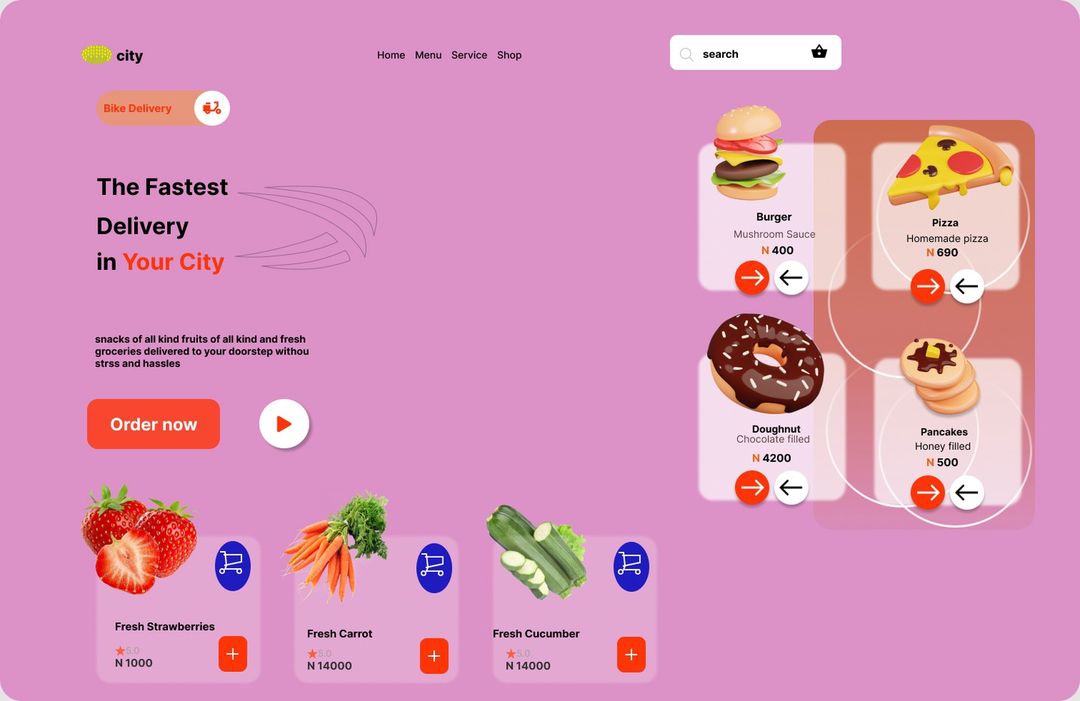 city
Home Menu Service Shop
search
Bike Delivery
The Fastest
Delivery
in Your City
snacks of all kind fruits of all kind and fresh
groceries delivered to your doorstep withou
strss and hassles
Order now
Burger
Mushroom Sauce
N 400
Pizza
Homemade pizza
N 690
Doughnut
Chocolate filled
N 4200
Pancakes
Honey filled
N 500
Fresh Strawberries
5.0
N 1000
Fresh Carrot
5.0
N 14000
Fresh Cucumber
5.0
N 14000